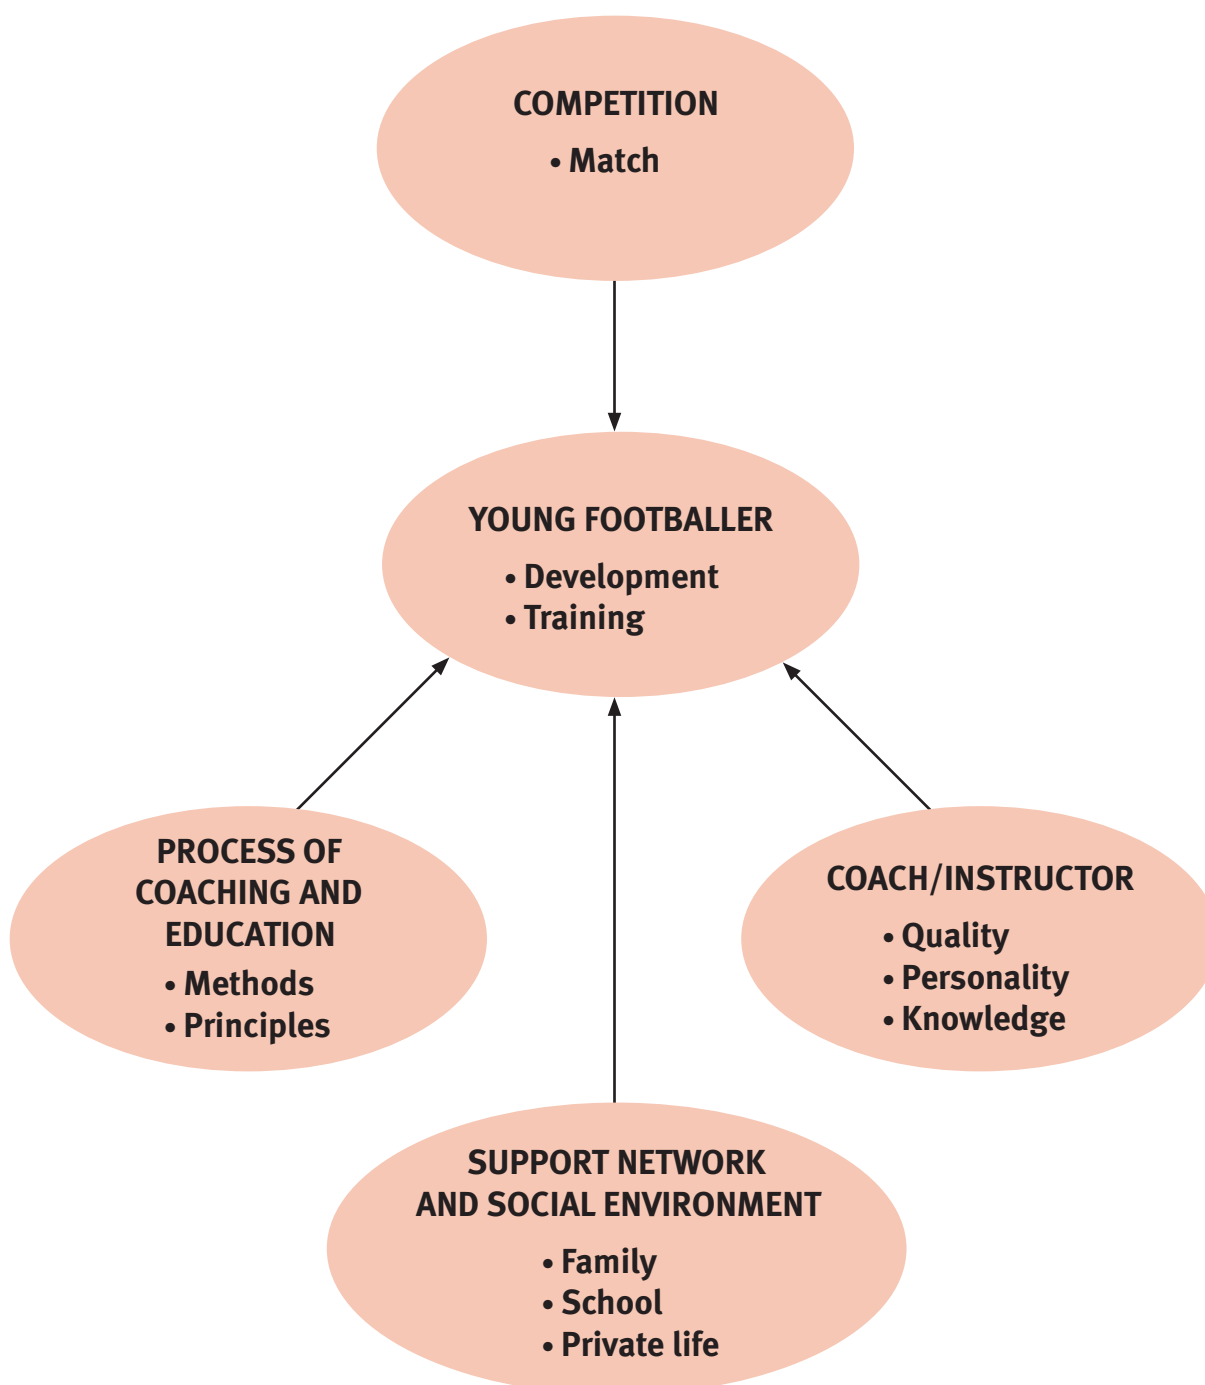 COMPETITION
• Match
YOUNG FOOTBALLER
• Development
• Training
PROCESS OF
COACHING AND
EDUCATION
• Methods
• Principles
COACH/INSTRUCTOR
• Quality
• Personality
• Knowledge
SUPPORT NETWORK
AND SOCIAL ENVIRONMENT
• Family
• School
• Private life